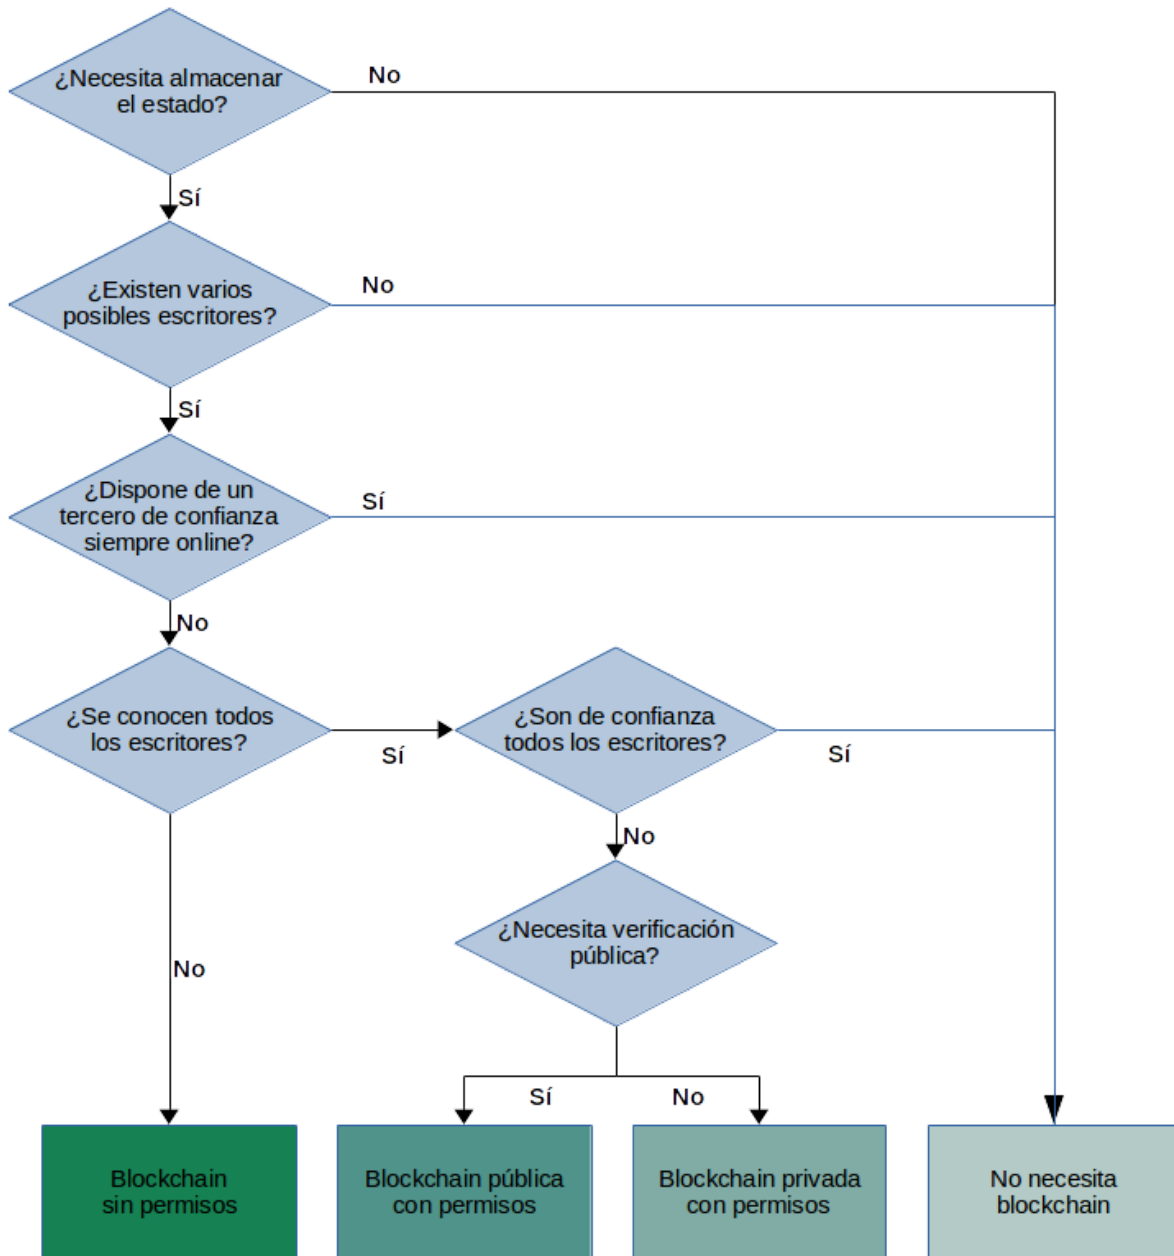 ¿Necesita almacenar
el estado?
No
Sí
¿Existen varios
posibles escritores?
No
Sí
¿Dispone de un
tercero de confianza
siempre online?
Sí
No
¿Se conocen todos
los escritores?
Sí
¿Son de confianza
todos los escritores?
Sí
No
¿Necesita verificación
pública?
No
Sí
No
Blockchain
sin permisos
Blockchain pública
con permisos
Blockchain privada
con permisos
No necesita
blockchain